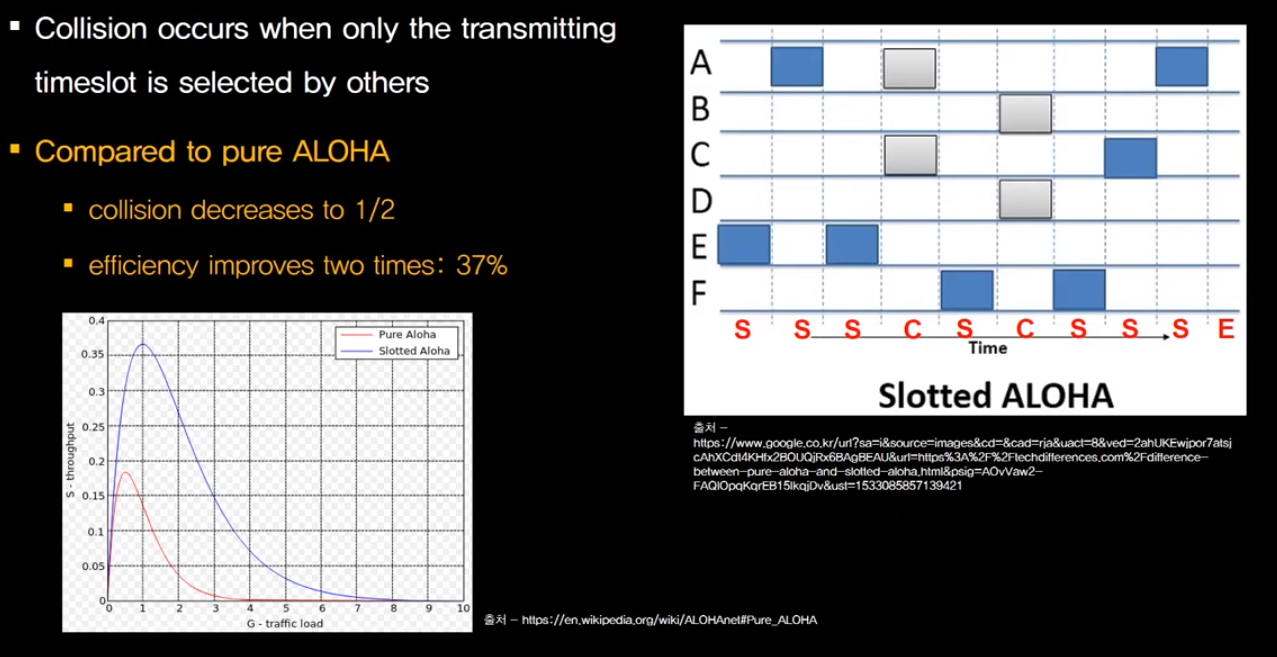 ▪ Collision occurs when only the transmitting
timeslot is selected by others
▪ Compared to pure ALOHA
▪ collision decreases to 1/2
▪ efficiency improves two times: 37%
0.4
0.35
0.3
0.25
0.2
0.15
0.1
0.05
0
S - throughput
Pure Aloha
Slotted Aloha
0 1 2 3 4 5 6 7 8 9 10
G - traffic load
출처 – https://en.wikipedia.org/wiki/ALOHAnet#Pure_ALOHA
A
B
C
D
E
F
S S S C S C S S S E
Time
Slotted ALOHA
출처 –
https://www.google.co.kr/url?sa=i&source=images&cd=&cad=rja&uact=8&ved=2ahUKEwjpor7atsj
cAhXCdt4KHfx2BOUQjRx6BAgBEAU&url=https%3A%2F%2Ftechdifferences.com%2Fdifference-
between-pure-aloha-and-slotted-aloha.html&psig=AOvVaw2-
FAQIOpqKqrEB15lkqjDv&ust=1533085857139421